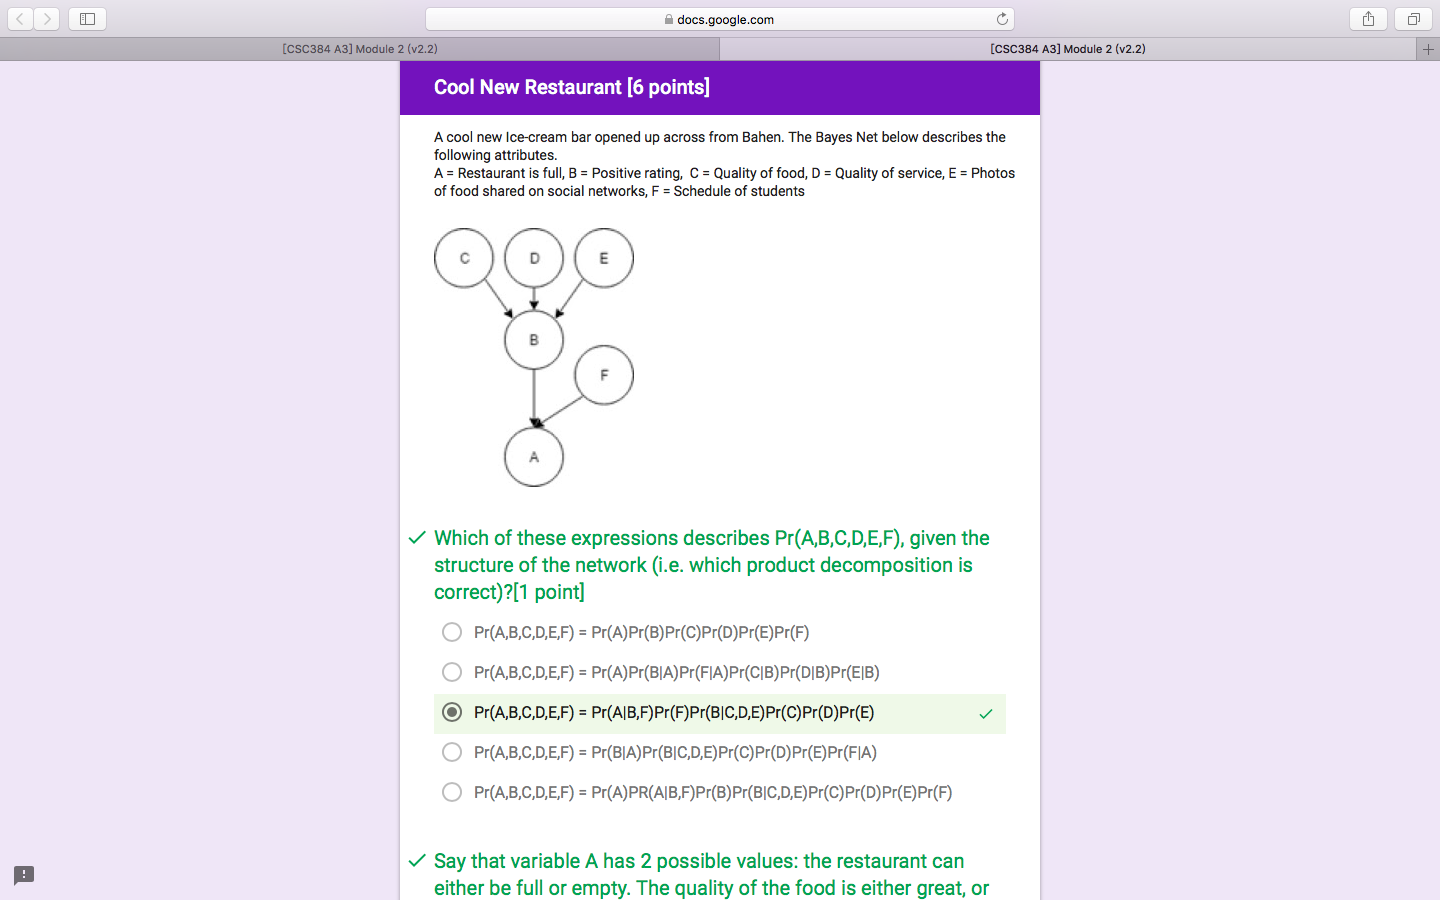 docs.google.com
[CSC384 A3] Module 2 (v2.2)
[CSC384 A3] Module 2 (v2.2)
Cool New Restaurant [6 points]
A cool new Ice-cream bar opened up across from Bahen. The Bayes Net below describes the
following attributes.
A = Restaurant is full, B = Positive rating, C = Quality of food, D = Quality of service, E = Photos
of food shared on social networks, F = Schedule of students
C
D
E
B
F
A
Which of these expressions describes Pr(A,B,C,D,E,F), given the
structure of the network (i.e. which product decomposition is
correct)?[1 point]
Pr(A,B,C,D,E,F) = Pr(A)Pr(B)Pr(C)Pr(D)Pr(E)Pr(F)
Pr(A,B,C,D,E,F) = Pr(A)Pr(B|A)Pr(F|A)Pr(C|B)Pr(D|B)Pr(E|B)
Pr(A,B,C,D,E,F) = Pr(A|B,F)Pr(F)Pr(B|C,D,E)Pr(C)Pr(D)Pr(E)
Pr(A,B,C,D,E,F) = Pr(B|A)Pr(B|C,D,E)Pr(C)Pr(D)Pr(E)Pr(F|A)
Pr(A,B,C,D,E,F) = Pr(A)PR(A|B,F)Pr(B)Pr(B|C,D,E)Pr(C)Pr(D)Pr(E)Pr(F)
Say that variable A has 2 possible values: the restaurant can
either be full or empty. The quality of the food is either great, or